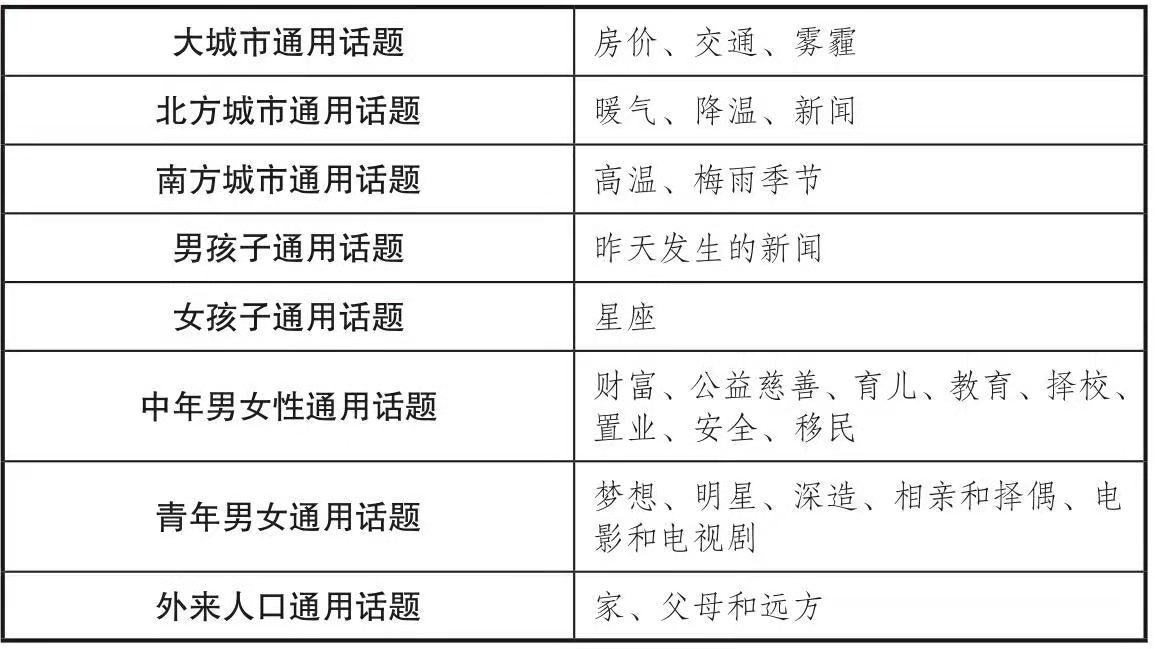 大城市通用话题
房价、交通、雾霾
北方城市通用话题
暖气、降温、新闻
南方城市通用话题
高温、梅雨季节
男孩子通用话题
昨天发生的新闻
女孩子通用话题
星座
中年男女性通用话题
财富、公益慈善、育儿、教育、择校、
置业、安全、移民
青年男女通用话题
梦想、明星、深造、相亲和择偶、电
影和电视剧
外来人口通用话题
家、父母和远方